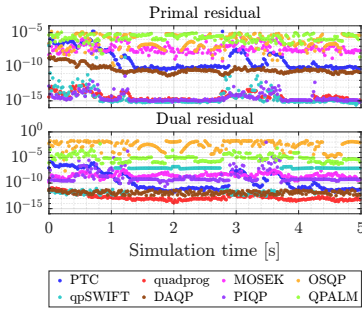 Primal residual
10^{-5}
10^{-10}
10^{-15}
Dual residual
10^{0}
10^{-5}
10^{-10}
10^{-15}
0 1 2 3 4 5
Simulation time [s]
PTC quadprog MOSEK OSQP
qpSWIFT DAQP PIQP QPALM